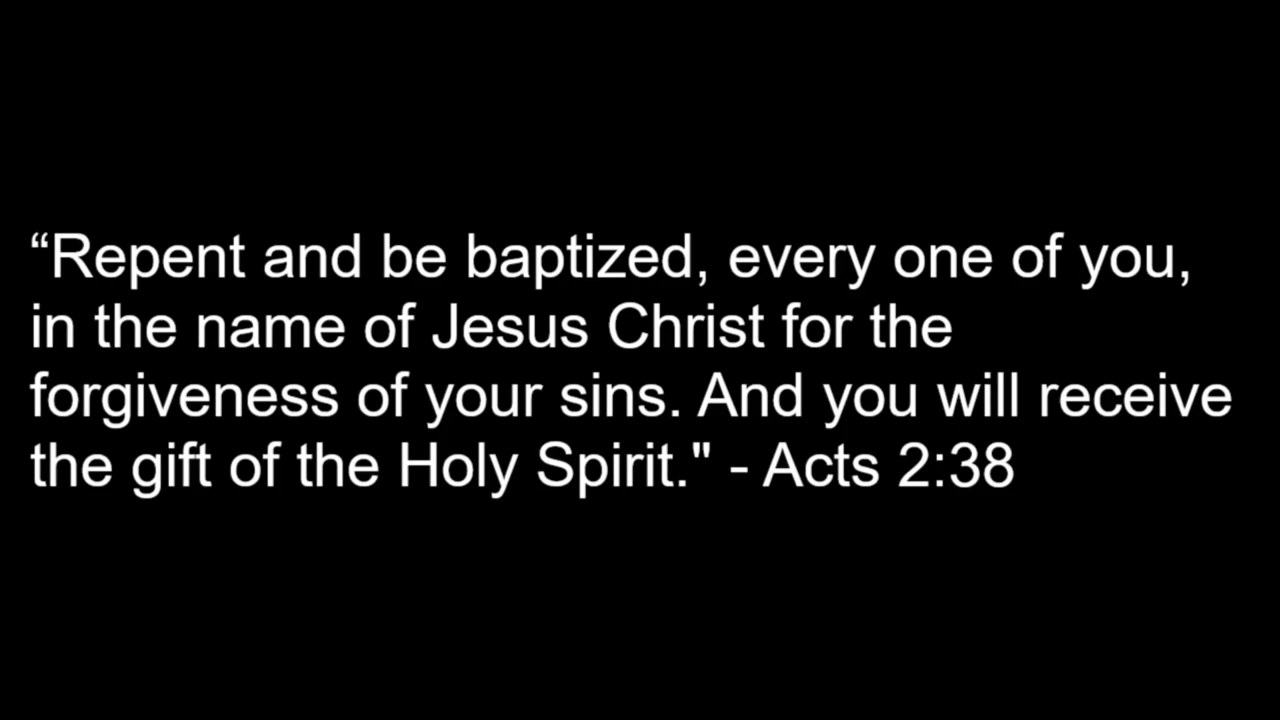 “Repent and be baptized, every one of you,
in the name of Jesus Christ for the
forgiveness of your sins. And you will receive
the gift of the Holy Spirit." - Acts 2:38